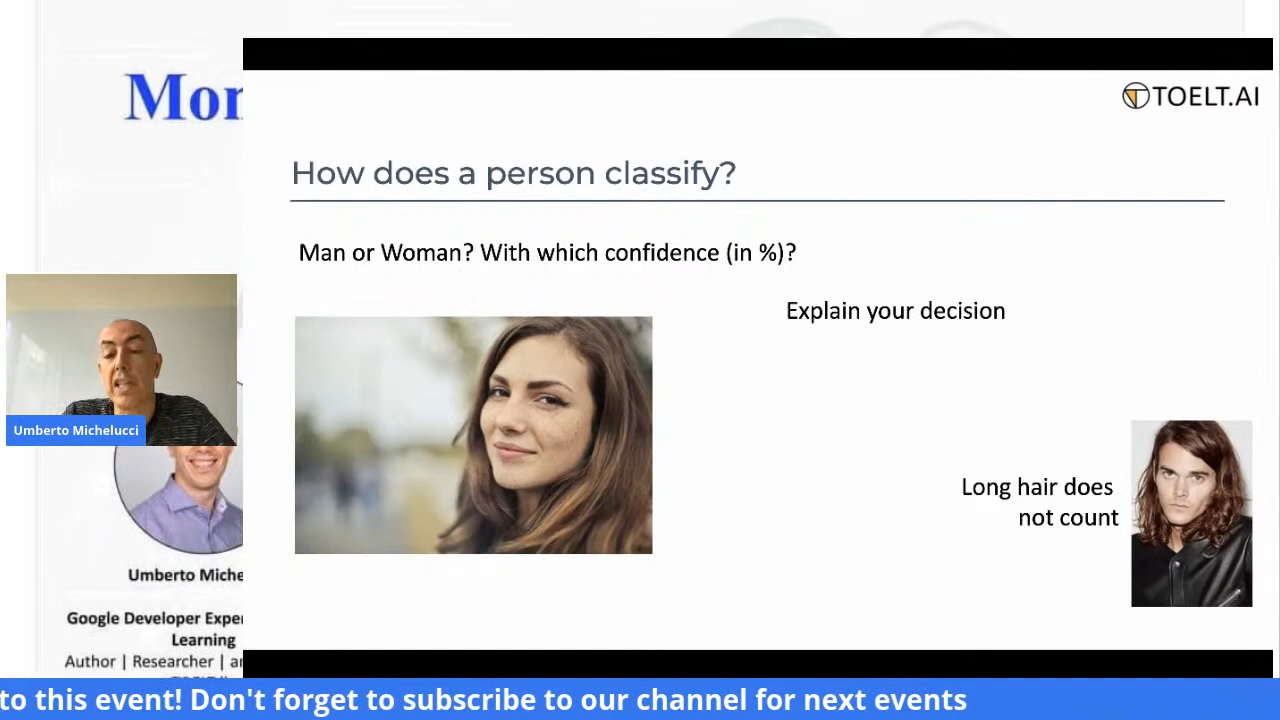 Mon
TOELT.AI
How does a person classify?
Man or Woman? With which confidence (in %)?
Explain your decision
Long hair does
not count
Umberto Michelucci
Umberto Miche
Google Developer Exper
Learning
Author | Researcher | a
to this event! Don't forget to subscribe to our channel for next events